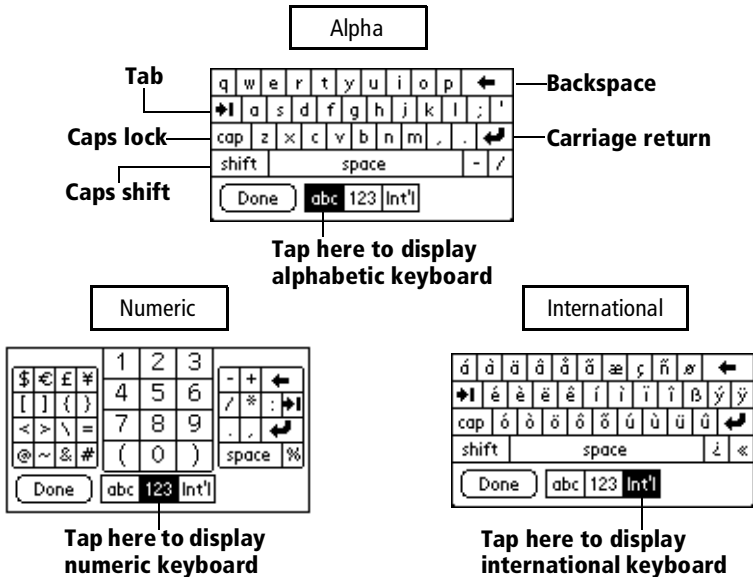 Alpha
Tab
q w e r t y u i o p
Backspace
a s d f g h j k l ; '
Caps lock
cap z x c v b n m , .
Carriage return
shift space - /
Caps shift
Done abc 123 Int'l
Tap here to display
alphabetic keyboard
Numeric
1 2 3
$ € £ ¥ - +
4 5 6
[ ] { } / * :
7 8 9
< > \ = . ,
( 0 )
@ ~ & # space %
Done abc 123 Int'l
Tap here to display
numeric keyboard
International
á à ä â å ã æ ç ñ ø
é è ë ê í ì ï î ß ý ÿ
cap ó ò ö ô õ ú ù ü û
shift space ¿ «
Done abc 123 Int'l
Tap here to display
international keyboard